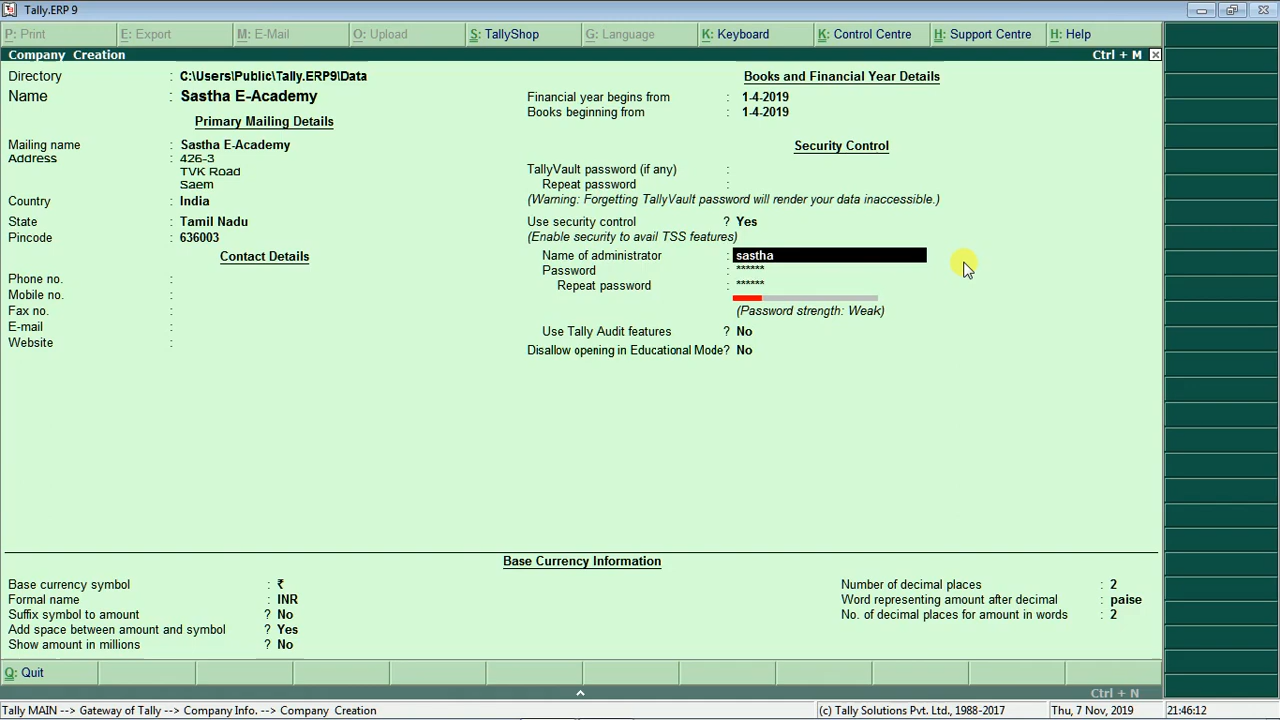 Tally.ERP 9
P: Print
E: Export
M: E-Mail
O: Upload
S: TallyShop
G: Language
K: Keyboard
K: Control Centre
H: Support Centre
H: Help
Company Creation
Ctrl + M
Directory : C:\Users\Public\Tally.ERP9\Data
Name : Sastha E-Academy
Primary Mailing Details
Mailing name : Sastha E-Academy
Address : 426-3
TVK Road
Saem
Country : India
State : Tamil Nadu
Pincode : 636003
Contact Details
Phone no. :
Mobile no. :
Fax no. :
E-mail :
Website :
Books and Financial Year Details
Financial year begins from : 1-4-2019
Books beginning from : 1-4-2019
Security Control
TallyVault password (if any) :
Repeat password :
(Warning: Forgetting TallyVault password will render your data inaccessible.)
Use security control ? Yes
(Enable security to avail TSS features)
Name of administrator : sastha
Password : ******
Repeat password : ******
(Password strength: Weak)
Use Tally Audit features ? No
Disallow opening in Educational Mode? No
Base Currency Information
Base currency symbol : ₹
Formal name : INR
Suffix symbol to amount ? No
Add space between amount and symbol ? Yes
Show amount in millions ? No
Number of decimal places : 2
Word representing amount after decimal : paise
No. of decimal places for amount in words : 2
Q: Quit
Ctrl + N
Tally MAIN --> Gateway of Tally --> Company Info. --> Company Creation
(c) Tally Solutions Pvt. Ltd., 1988-2017
Thu, 7 Nov, 2019
21:46:12